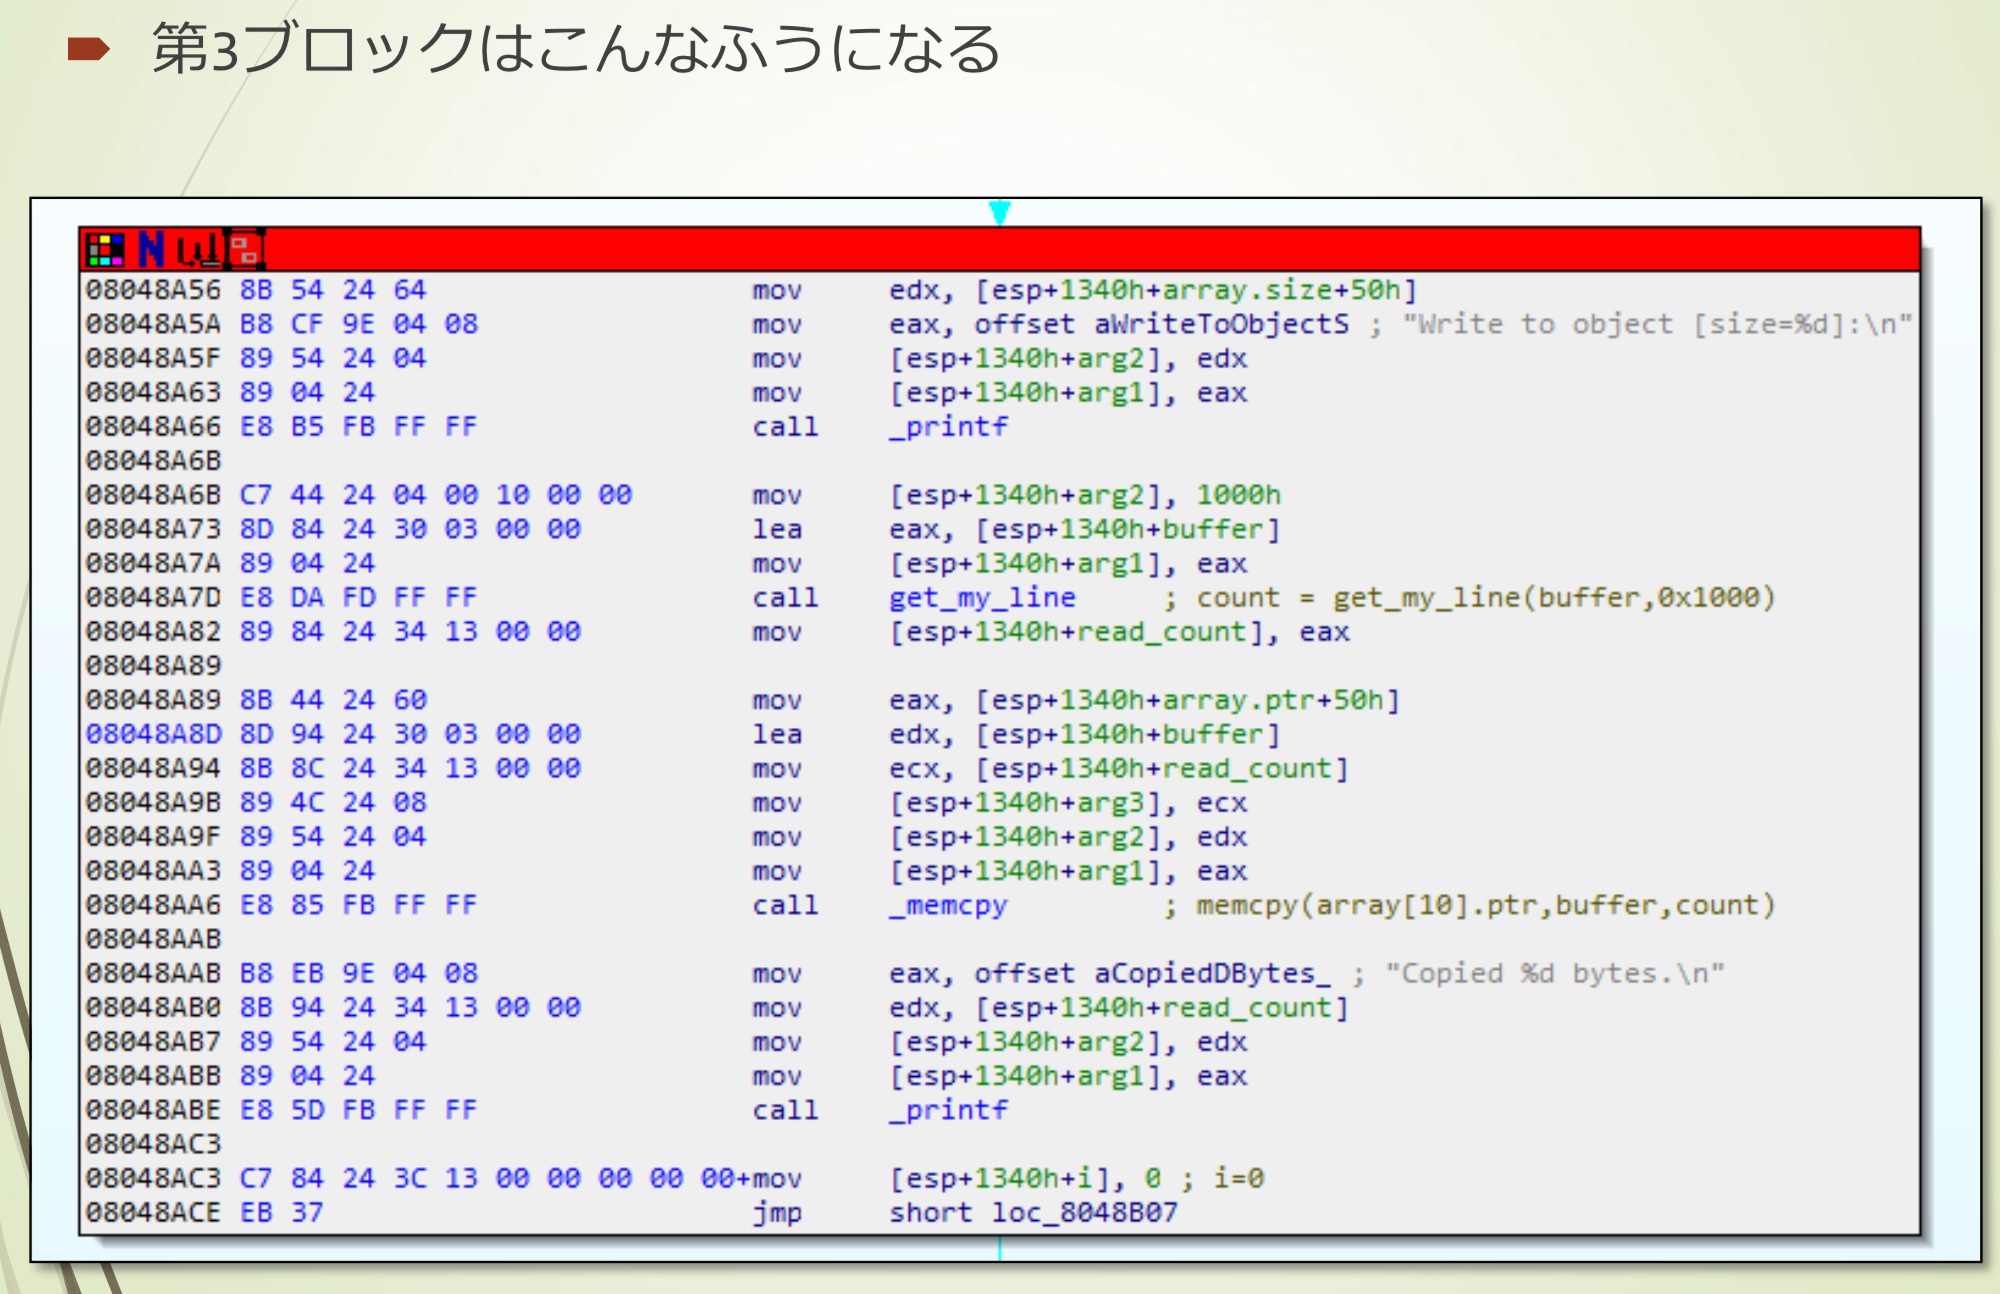 第3ブロックはこんなふうになる
08048A56 8B 54 24 64 mov edx, [esp+1340h+array.size+50h]
08048A5A B8 CF 9E 04 08 mov eax, offset aWriteToObjectS ; "Write to object [size=%d]:\n"
08048A5F 89 54 24 04 mov [esp+1340h+arg2], edx
08048A63 89 04 24 mov [esp+1340h+arg1], eax
08048A66 E8 B5 FB FF FF call _printf
08048A6B
08048A6B C7 44 24 04 00 10 00 00 mov [esp+1340h+arg2], 1000h
08048A73 8D 84 24 30 03 00 00 lea eax, [esp+1340h+buffer]
08048A7A 89 04 24 mov [esp+1340h+arg1], eax
08048A7D E8 DA FD FF FF call get_my_line ; count = get_my_line(buffer,0x1000)
08048A82 89 84 24 34 13 00 00 mov [esp+1340h+read_count], eax
08048A89
08048A89 8B 44 24 60 mov eax, [esp+1340h+array.ptr+50h]
08048A8D 8D 94 24 30 03 00 00 lea edx, [esp+1340h+buffer]
08048A94 8B 8C 24 34 13 00 00 mov ecx, [esp+1340h+read_count]
08048A9B 89 4C 24 08 mov [esp+1340h+arg3], ecx
08048A9F 89 54 24 04 mov [esp+1340h+arg2], edx
08048AA3 89 04 24 mov [esp+1340h+arg1], eax
08048AA6 E8 85 FB FF FF call _memcpy ; memcpy(array[10].ptr,buffer,count)
08048AAB
08048AAB B8 EB 9E 04 08 mov eax, offset aCopiedDBytes_ ; "Copied %d bytes.\n"
08048AB0 8B 94 24 34 13 00 00 mov edx, [esp+1340h+read_count]
08048AB7 89 54 24 04 mov [esp+1340h+arg2], edx
08048ABB 89 04 24 mov [esp+1340h+arg1], eax
08048ABE E8 5D FB FF FF call _printf
08048AC3
08048AC3 C7 84 24 3C 13 00 00 00 00 00+mov [esp+1340h+i], 0 ; i=0
08048ACE EB 37 jmp short loc_8048B07